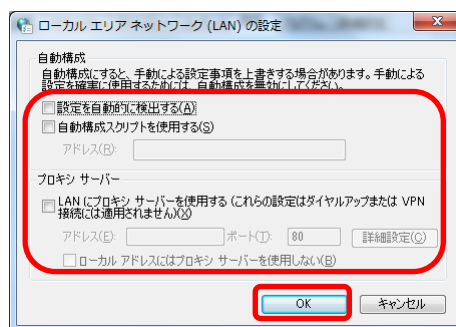 ローカル エリア ネットワーク (LAN) の設定
自動構成
自動構成にすると、手動による設定事項を上書きする場合があります。手動による
設定を確実に使用するためには、自動構成を無効にしてください。
設定を自動的に検出する(A)
自動構成スクリプトを使用する(S)
アドレス(R):
プロキシ サーバー
LAN にプロキシ サーバーを使用する (これらの設定はダイヤルアップまたは VPN
接続には適用されません)(X)
アドレス(E): ポート(T): 80 詳細設定(C)
ローカル アドレスにはプロキシ サーバーを使用しない(B)
OK キャンセル